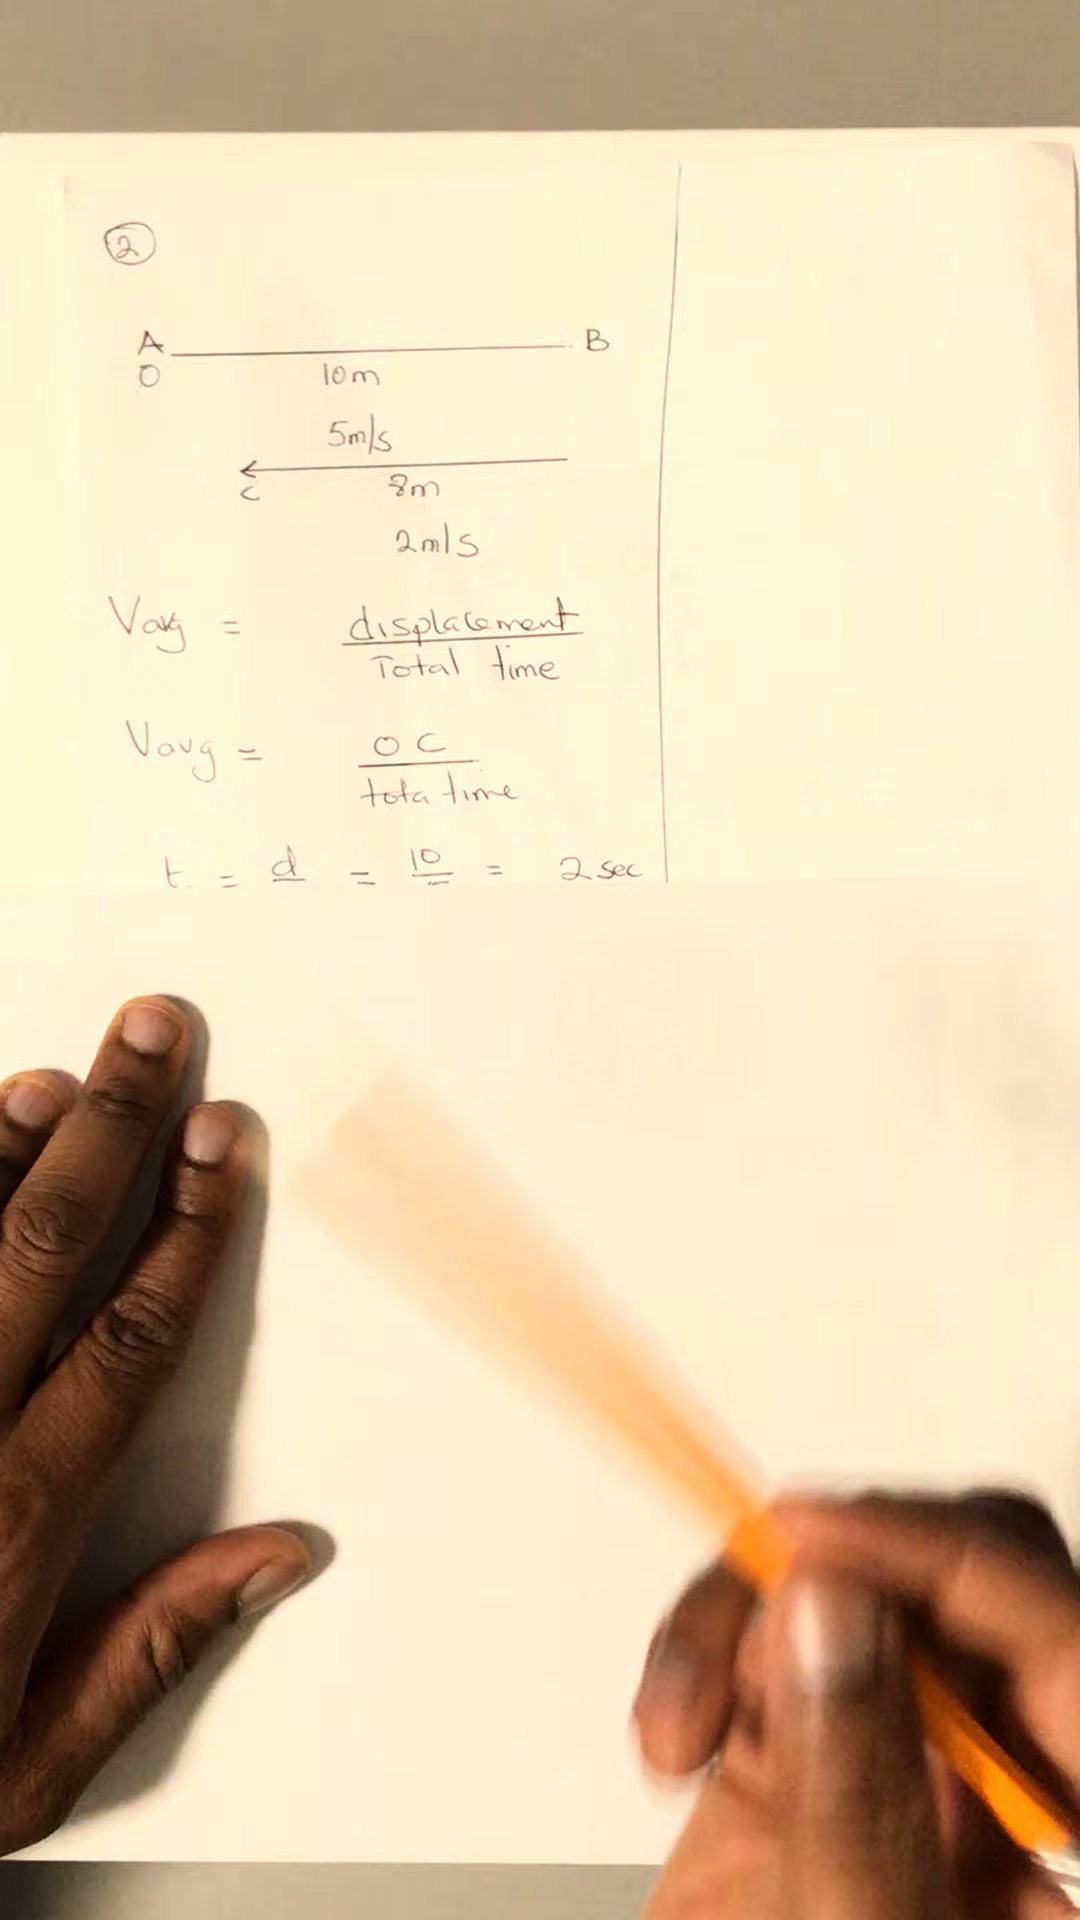 2
A B
O 10m
5m/s
C 8m
2m/s
Vavg = displacement
Total time
Vavg = OC
tota time
t = d = 10 = 2 sec